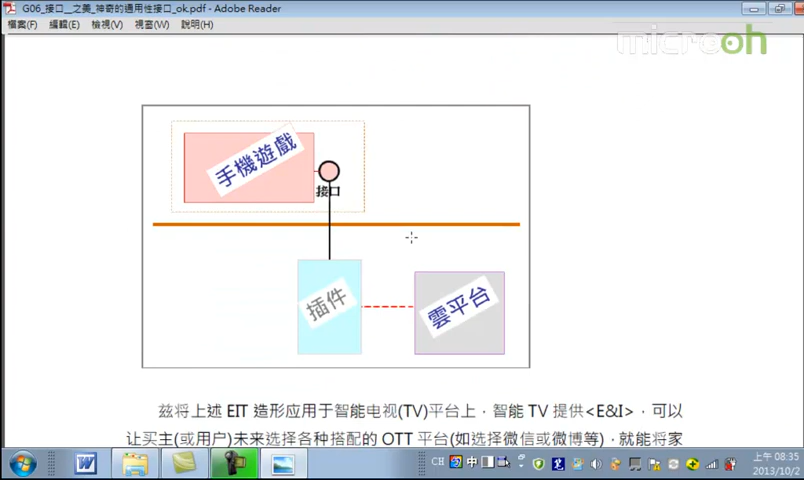 G06_接口__之美_神奇的通用性接口_ok.pdf - Adobe Reader
檔案(F) 編輯(E) 檢視(V) 視窗(W) 說明(H)
microoh
手機遊戲
接口
插件
雲平台
兹将上述 EIT 造形应用于智能电视(TV)平台上，智能 TV 提供<E&I>，可以
让买主(或用户)未来选择各种搭配的 OTT 平台(如选择微信或微博等)，就能将家
CH
中
上午 08:35
2013/10/2